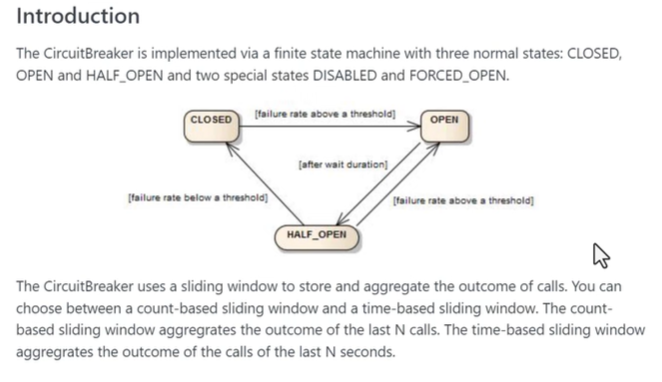 Introduction
The CircuitBreaker is implemented via a finite state machine with three normal states: CLOSED,
OPEN and HALF_OPEN and two special states DISABLED and FORCED_OPEN.
CLOSED
[failure rate above a threshold]
OPEN
[after wait duration]
[failure rate below a threshold]
[failure rate above a threshold]
HALF_OPEN
The CircuitBreaker uses a sliding window to store and aggregate the outcome of calls. You can
choose between a count-based sliding window and a time-based sliding window. The count-
based sliding window aggregrates the outcome of the last N calls. The time-based sliding window
aggregrates the outcome of the calls of the last N seconds.